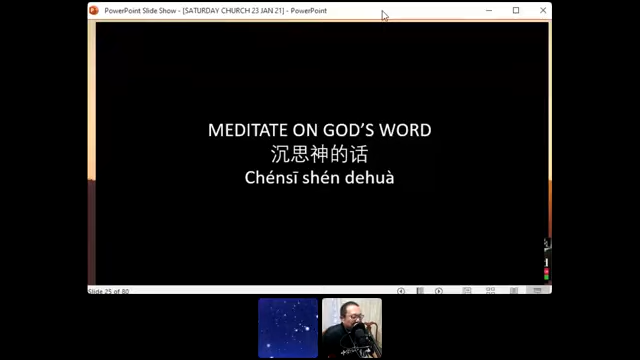 PowerPoint Slide Show - [SATURDAY CHURCH 23 JAN 21] - PowerPoint
MEDITATE ON GOD'S WORD
沉思神的话
Chénsī shén dehuà
Slide 25 of 80